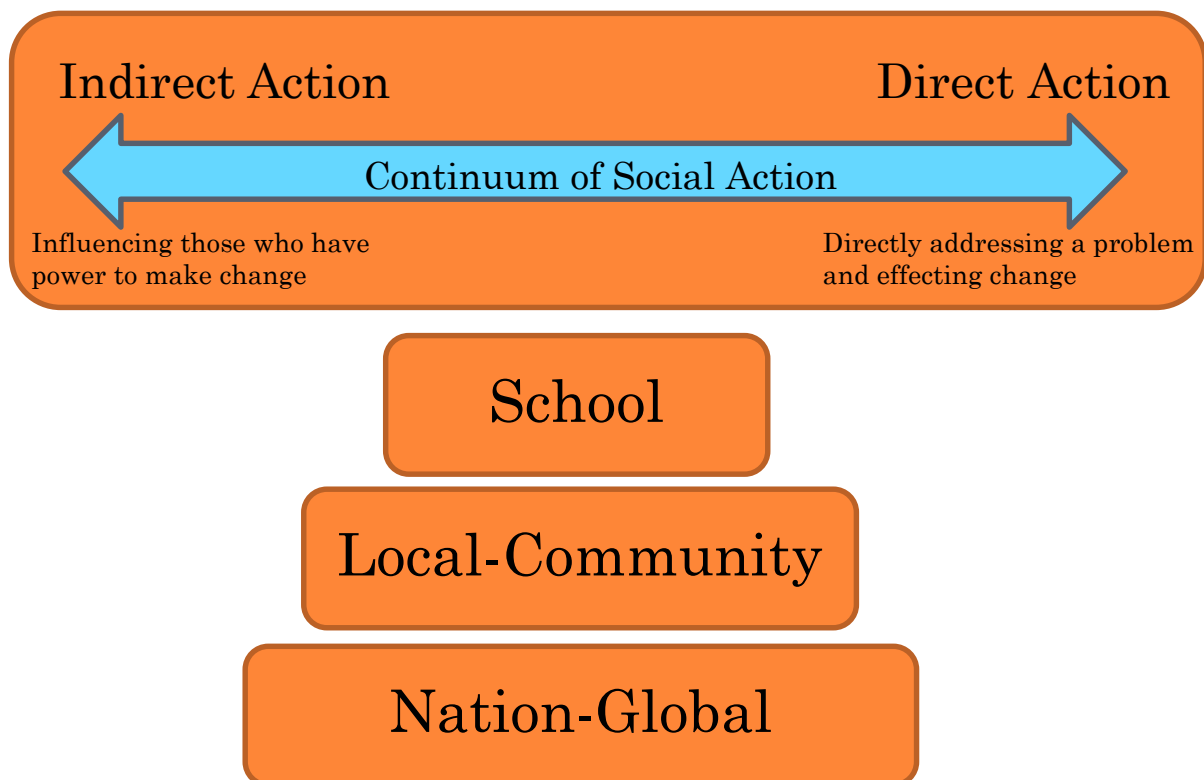 Indirect Action
Direct Action
Continuum of Social Action
Influencing those who have
power to make change
Directly addressing a problem
and effecting change
School
Local-Community
Nation-Global